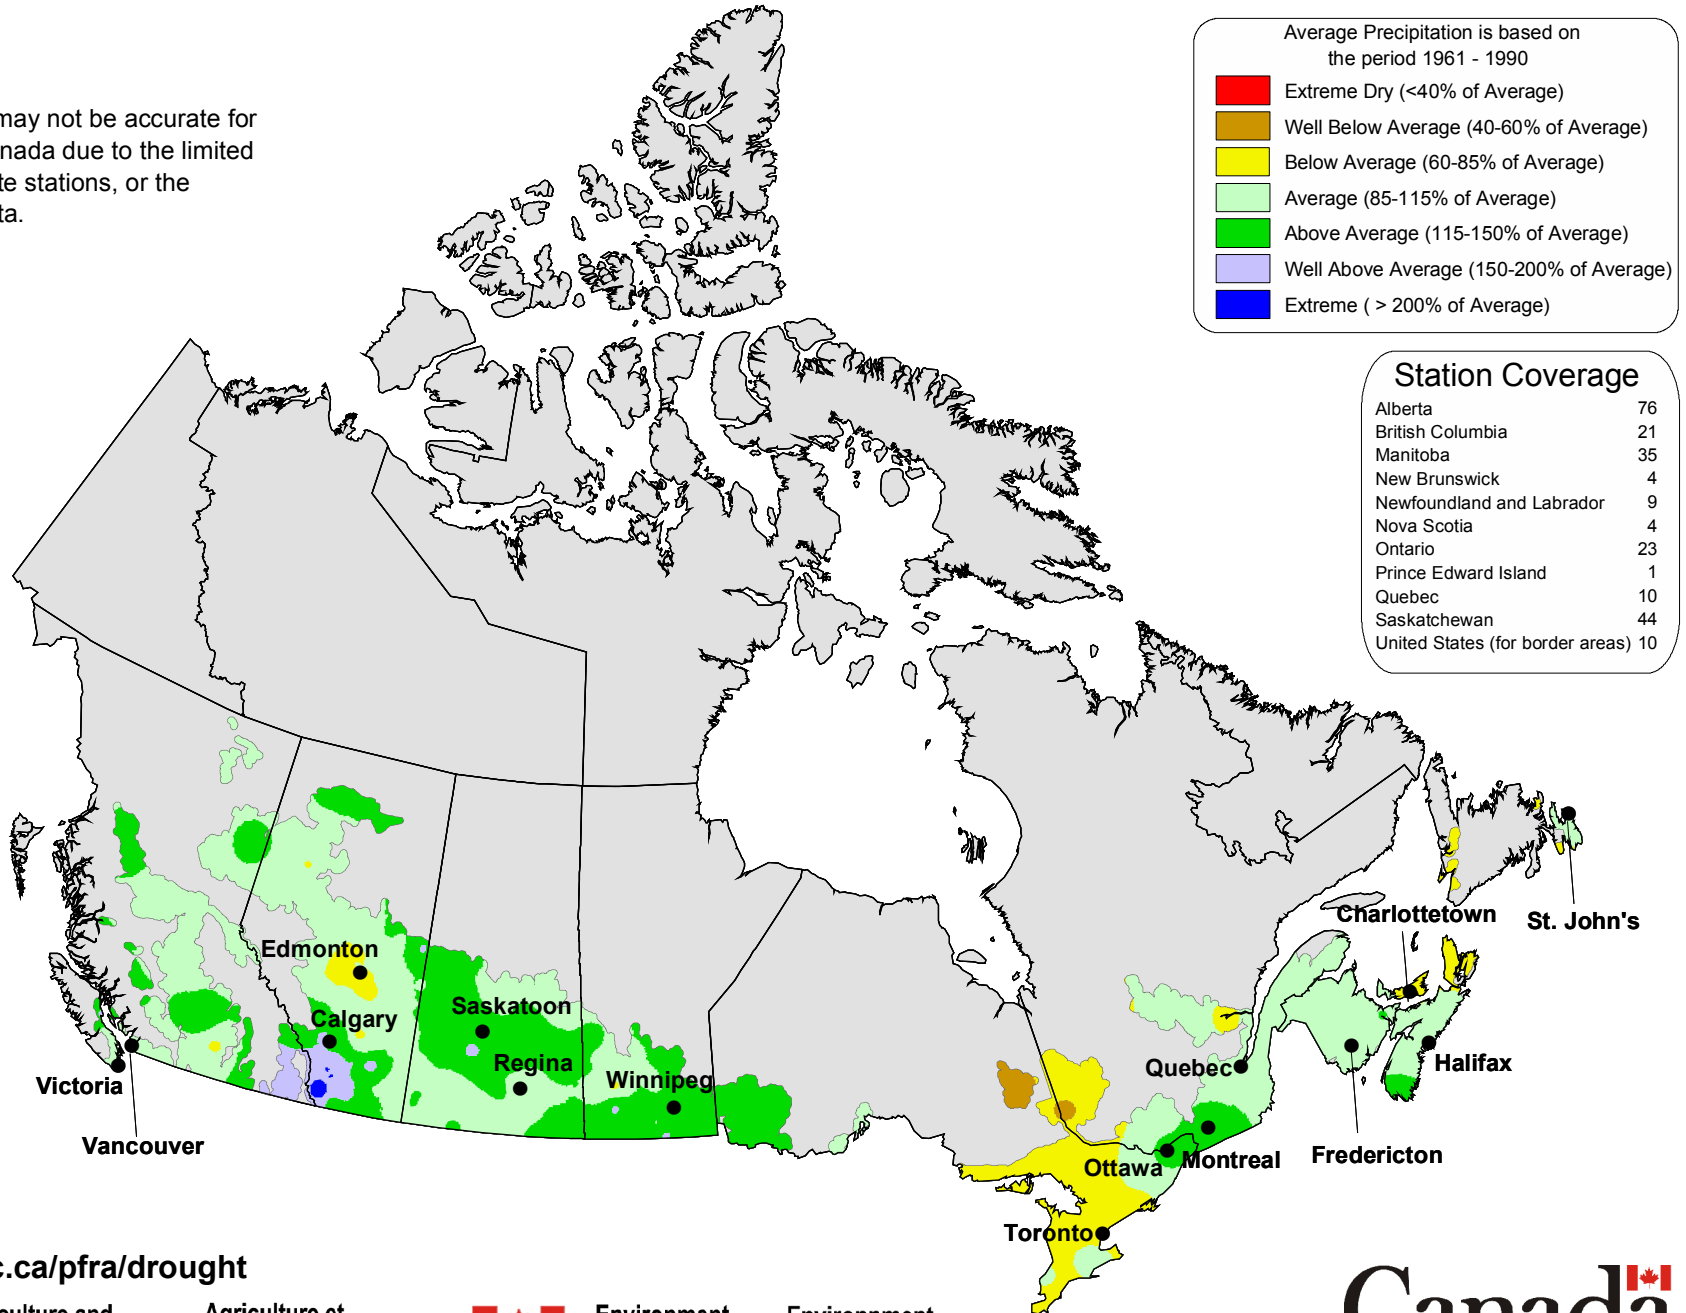 may not be accurate for
nada due to the limited
te stations, or the
ta.
Average Precipitation is based on
the period 1961 - 1990
Extreme Dry (<40% of Average)
Well Below Average (40-60% of Average)
Below Average (60-85% of Average)
Average (85-115% of Average)
Above Average (115-150% of Average)
Well Above Average (150-200% of Average)
Extreme ( > 200% of Average)
Station Coverage
Alberta 76
British Columbia 21
Manitoba 35
New Brunswick 4
Newfoundland and Labrador 9
Nova Scotia 4
Ontario 23
Prince Edward Island 1
Quebec 10
Saskatchewan 44
United States (for border areas) 10
Charlottetown
St. John's
Edmonton
Saskatoon
Calgary
Regina
Winnipeg
Victoria
Vancouver
Quebec
Halifax
Ottawa
Montreal
Fredericton
Toronto
c.ca/pfra/drought
culture and
Agriculture et
Environment
Environnement
Canada